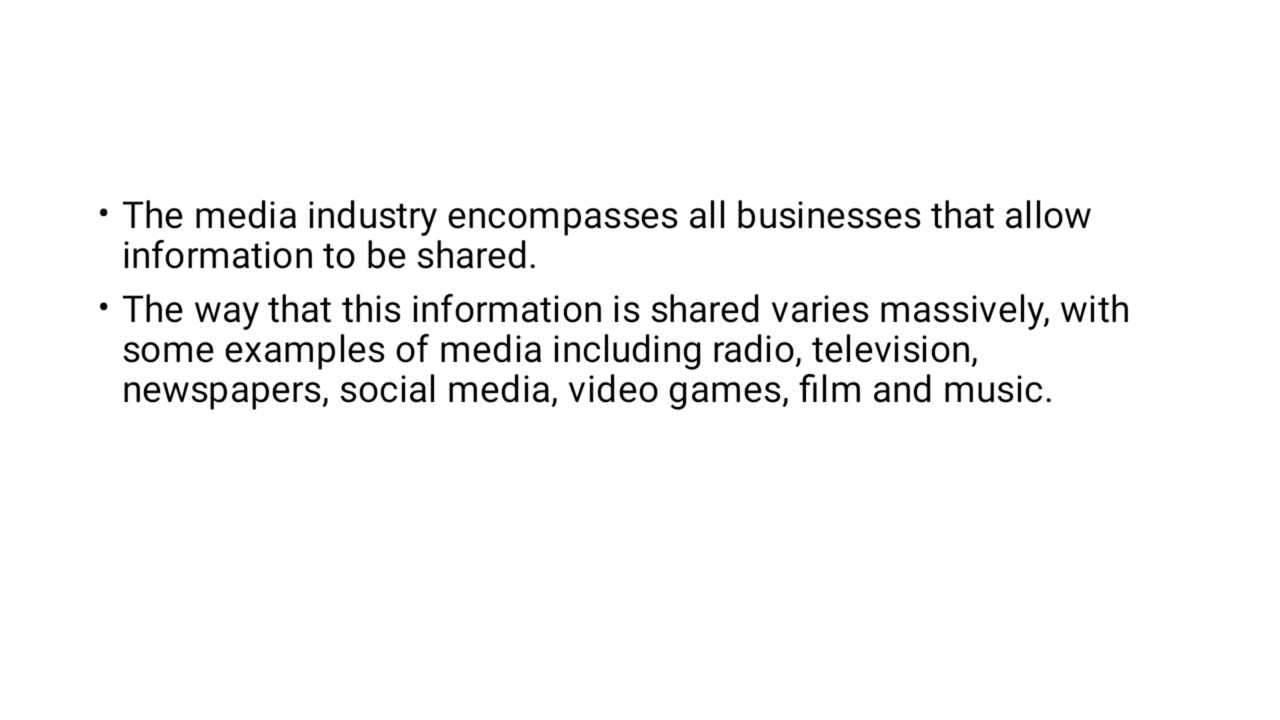 • The media industry encompasses all businesses that allow
information to be shared.
• The way that this information is shared varies massively, with
some examples of media including radio, television,
newspapers, social media, video games, film and music.